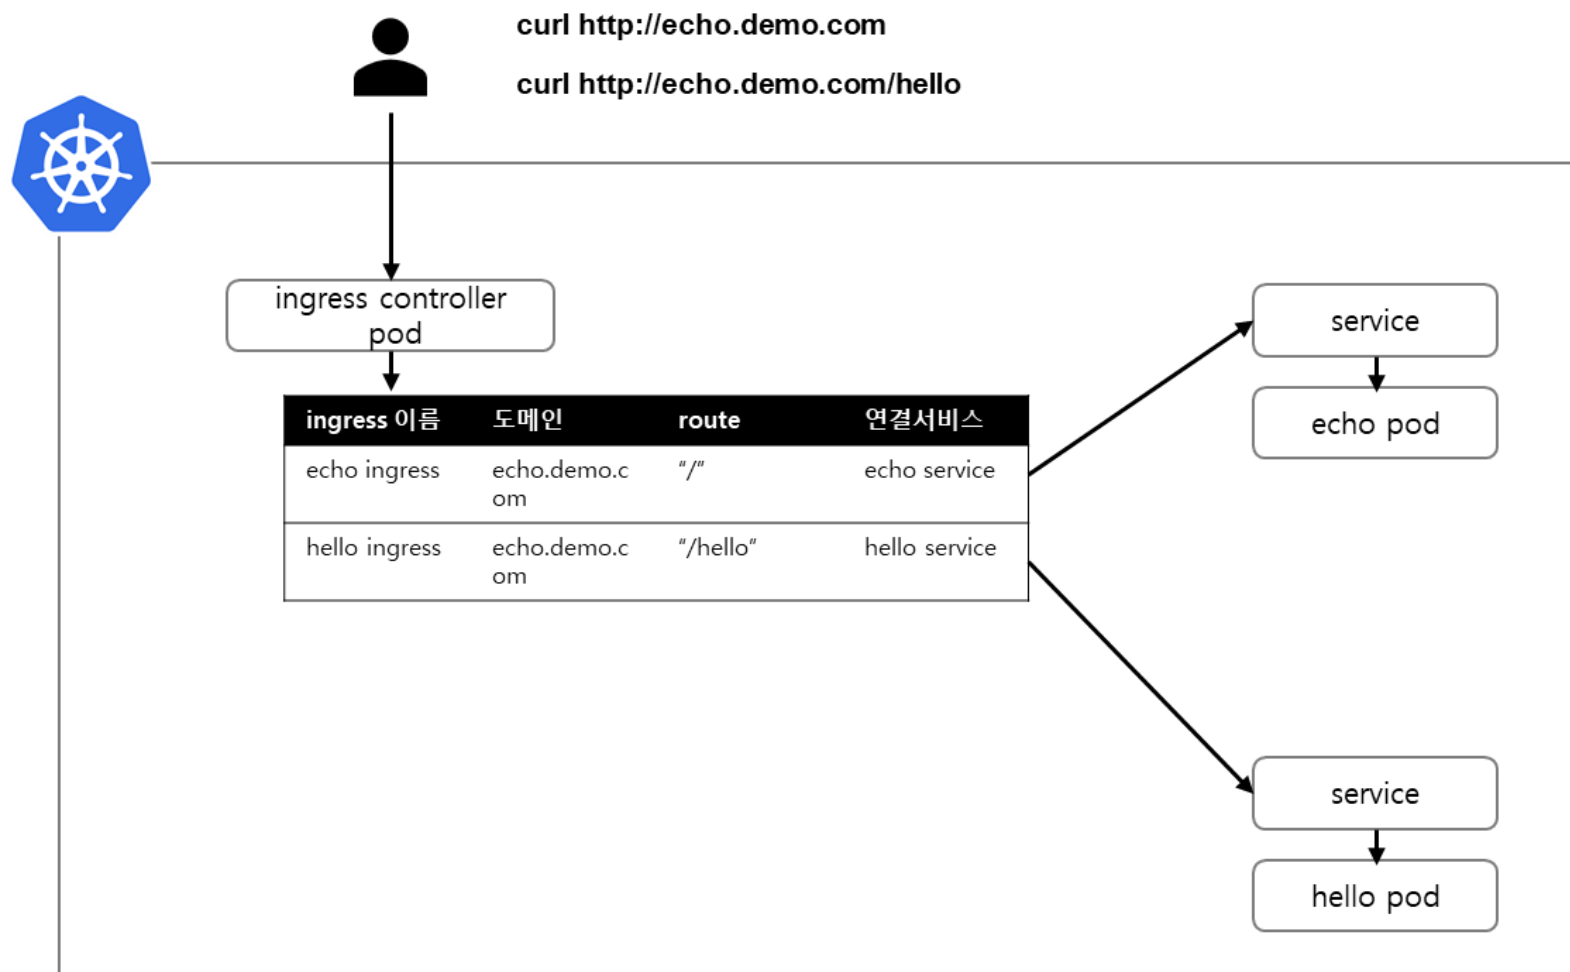 curl http://echo.demo.com
curl http://echo.demo.com/hello
ingress controller
pod
ingress 이름 도메인 route 연결서비스
echo ingress echo.demo.c "/" echo service
om
hello ingress echo.demo.c "/hello" hello service
om
service
echo pod
service
hello pod